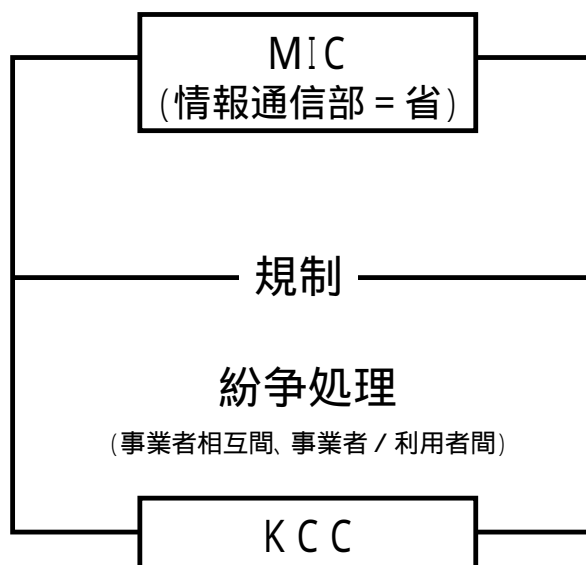 MIC
(情報通信部 = 省)
規制
紛争処理
(事業者相互間、事業者 / 利用者間)
KCC